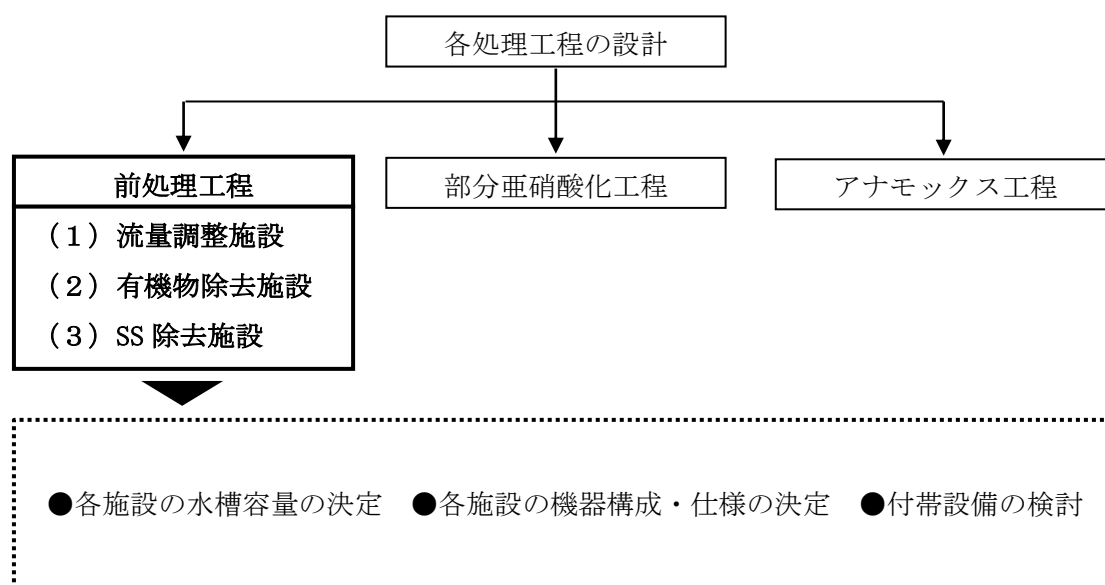 各処理工程の設計
前処理工程
(1)流量調整施設
(2)有機物除去施設
(3)SS 除去施設
部分亜硝酸化工程
アナモックス工程
●各施設の水槽容量の決定 ●各施設の機器構成・仕様の決定 ●付帯設備の検討